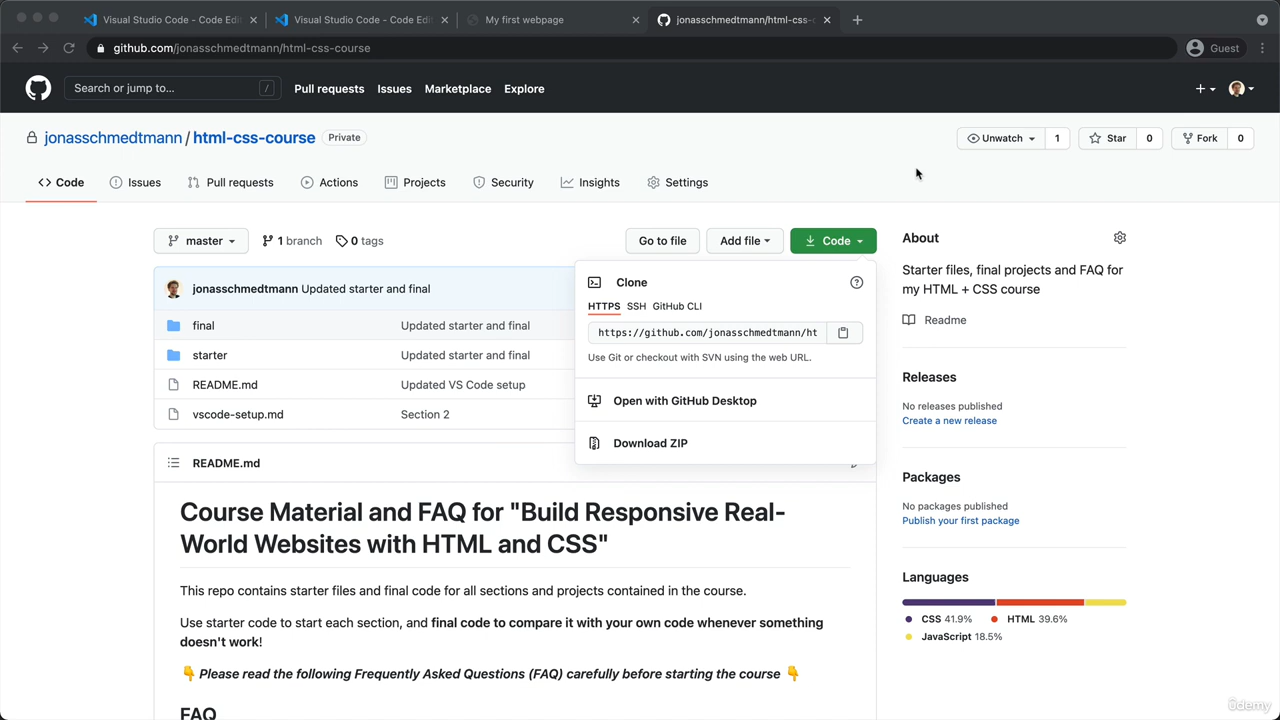 Visual Studio Code - Code Edit
Visual Studio Code - Code Edit
My first webpage
jonasschmedtmann/html-css-c
github.com/jonasschmedtmann/html-css-course
Guest
Search or jump to...
/
Pull requests
Issues
Marketplace
Explore
jonasschmedtmann / html-css-course
Private
Unwatch
1
Star
0
Fork
0
Code
Issues
Pull requests
Actions
Projects
Security
Insights
Settings
master
1 branch
0 tags
Go to file
Add file
Code
jonasschmedtmann Updated starter and final
final
Updated starter and final
starter
Updated starter and final
README.md
Updated VS Code setup
vscode-setup.md
Section 2
Clone
HTTPS
SSH
GitHub CLI
https://github.com/jonasschmedtmann/ht
Use Git or checkout with SVN using the web URL.
Open with GitHub Desktop
Download ZIP
README.md
Course Material and FAQ for "Build Responsive Real-
World Websites with HTML and CSS"
This repo contains starter files and final code for all sections and projects contained in the course.
Use starter code to start each section, and final code to compare it with your own code whenever something
doesn't work!
👇 Please read the following Frequently Asked Questions (FAQ) carefully before starting the course 👇
FAQ
About
Starter files, final projects and FAQ for
my HTML + CSS course
Readme
Releases
No releases published
Create a new release
Packages
No packages published
Publish your first package
Languages
CSS 41.9%
HTML 39.6%
JavaScript 18.5%
ûdemy